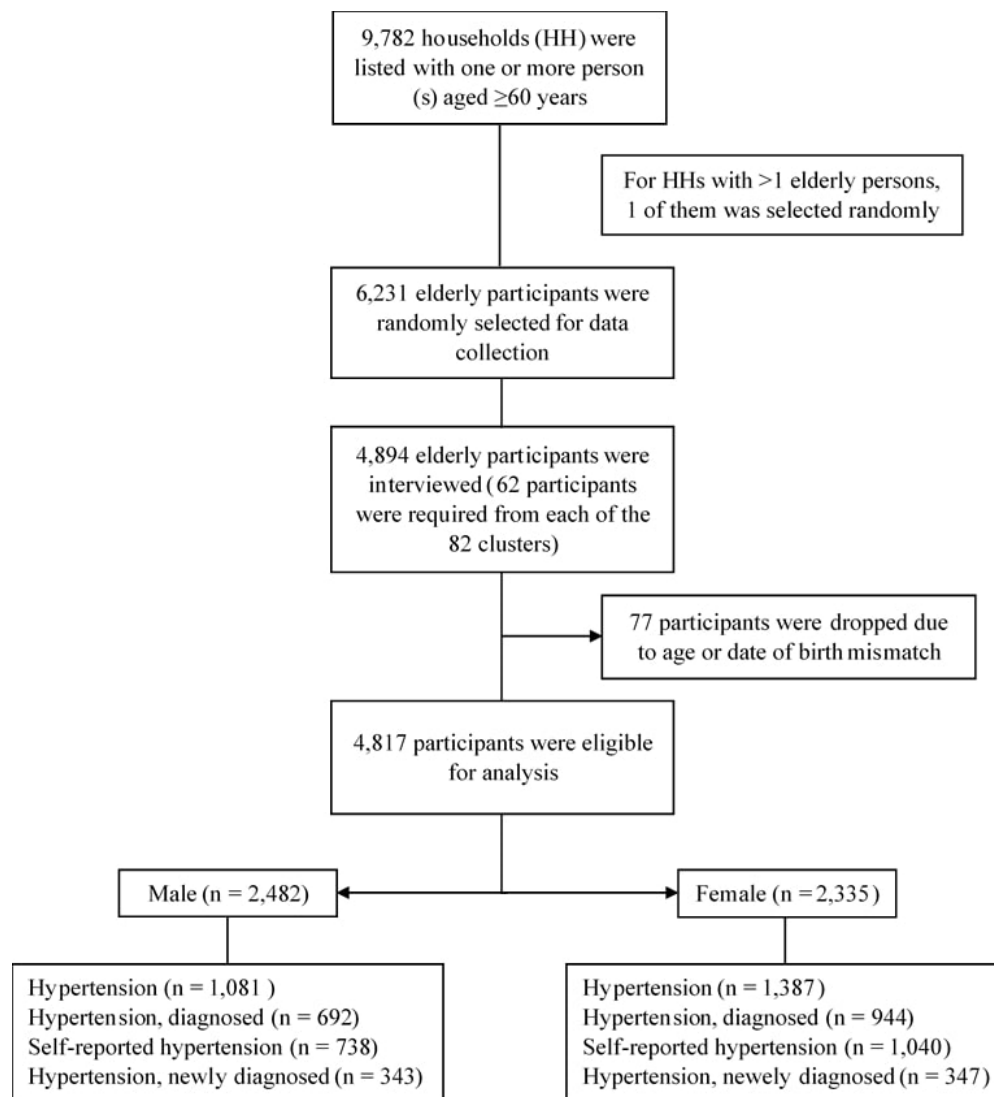 9,782 households (HH) were
listed with one or more person
(s) aged ≥60 years
For HHs with >1 elderly persons,
1 of them was selected randomly
6,231 elderly participants were
randomly selected for data
collection
4,894 elderly participants were
interviewed (62 participants
were required from each of the
82 clusters)
77 participants were dropped due
to age or date of birth mismatch
4,817 participants were eligible
for analysis
Male (n = 2,482)
Female (n = 2,335)
Hypertension (n = 1,081 )
Hypertension, diagnosed (n = 692)
Self-reported hypertension (n = 738)
Hypertension, newly diagnosed (n = 343)
Hypertension (n = 1,387)
Hypertension, diagnosed (n = 944)
Self-reported hypertension (n = 1,040)
Hypertension, newely diagnosed (n = 347)